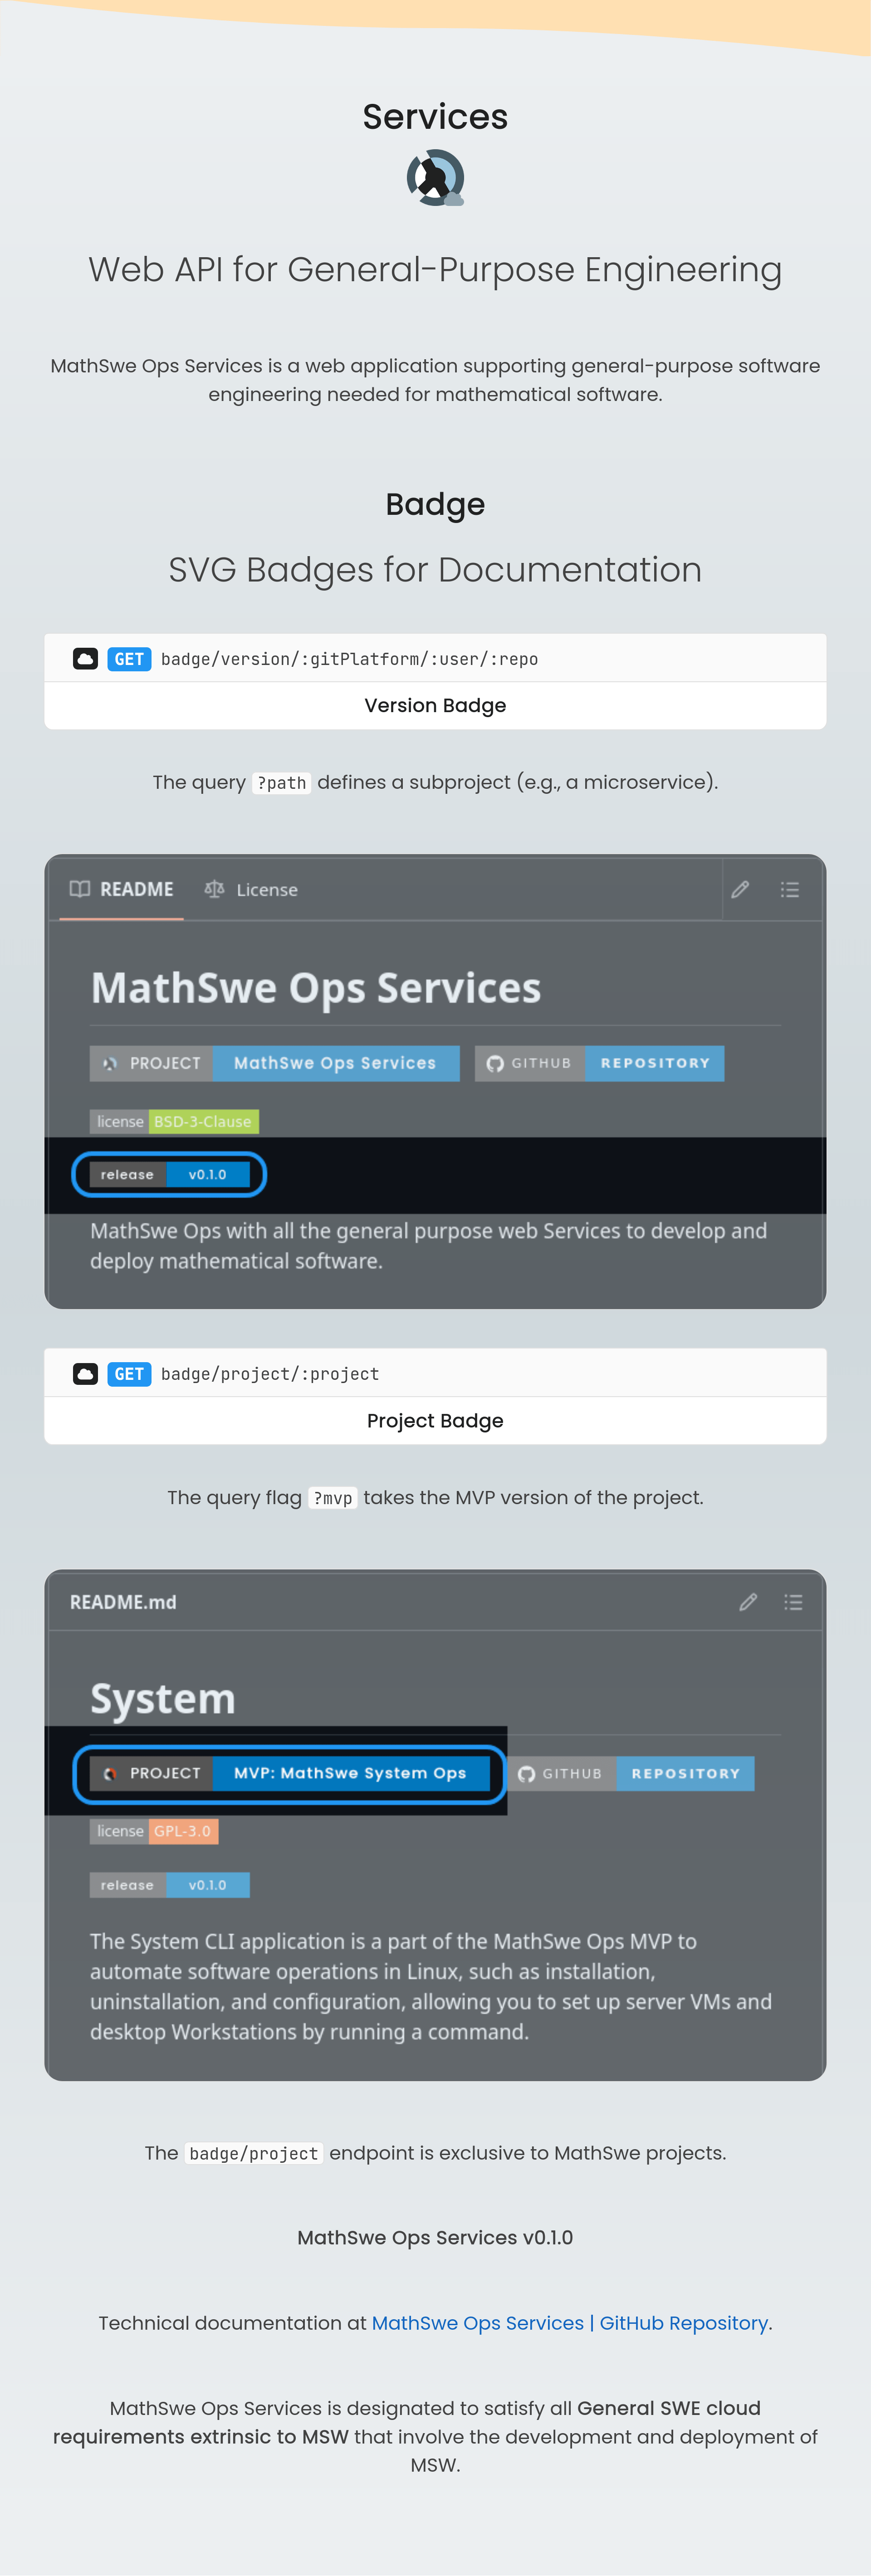 Services
Web API for General-Purpose Engineering
MathSwe Ops Services is a web application supporting general-purpose software
engineering needed for mathematical software.
Badge
SVG Badges for Documentation
GET badge/version/:gitPlatform/:user/:repo
Version Badge
The query ?path defines a subproject (e.g., a microservice).
README License
MathSwe Ops Services
PROJECT MathSwe Ops Services GITHUB REPOSITORY
license BSD-3-Clause
release v0.1.0
MathSwe Ops with all the general purpose web Services to develop and
deploy mathematical software.
GET badge/project/:project
Project Badge
The query flag ?mvp takes the MVP version of the project.
README.md
System
PROJECT MVP: MathSwe System Ops GITHUB REPOSITORY
license GPL-3.0
release v0.1.0
The System CLI application is a part of the MathSwe Ops MVP to
automate software operations in Linux, such as installation,
uninstallation, and configuration, allowing you to set up server VMs and
desktop Workstations by running a command.
The badge/project endpoint is exclusive to MathSwe projects.
MathSwe Ops Services v0.1.0
Technical documentation at MathSwe Ops Services | GitHub Repository.
MathSwe Ops Services is designated to satisfy all General SWE cloud
requirements extrinsic to MSW that involve the development and deployment of
MSW.